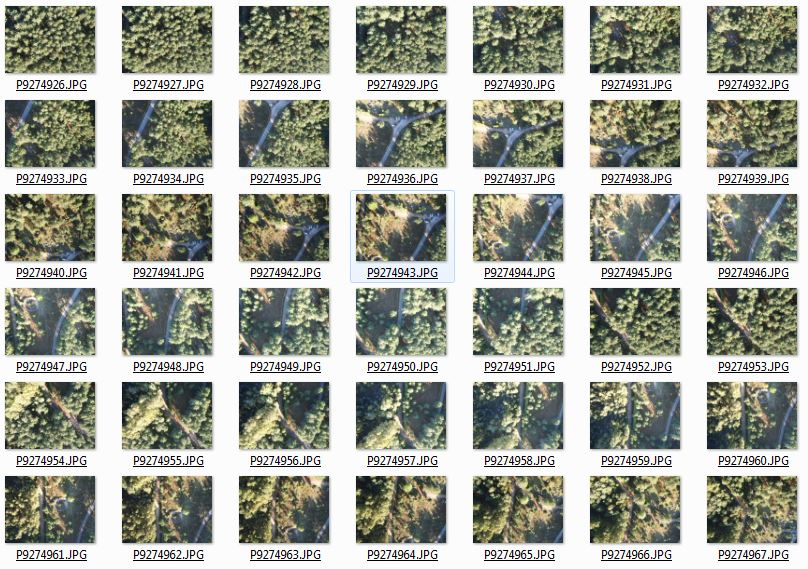 P9274926.JPG P9274927.JPG P9274928.JPG P9274929.JPG P9274930.JPG P9274931.JPG P9274932.JPG
P9274933.JPG P9274934.JPG P9274935.JPG P9274936.JPG P9274937.JPG P9274938.JPG P9274939.JPG
P9274940.JPG P9274941.JPG P9274942.JPG P9274943.JPG P9274944.JPG P9274945.JPG P9274946.JPG
P9274947.JPG P9274948.JPG P9274949.JPG P9274950.JPG P9274951.JPG P9274952.JPG P9274953.JPG
P9274954.JPG P9274955.JPG P9274956.JPG P9274957.JPG P9274958.JPG P9274959.JPG P9274960.JPG
P9274961.JPG P9274962.JPG P9274963.JPG P9274964.JPG P9274965.JPG P9274966.JPG P9274967.JPG